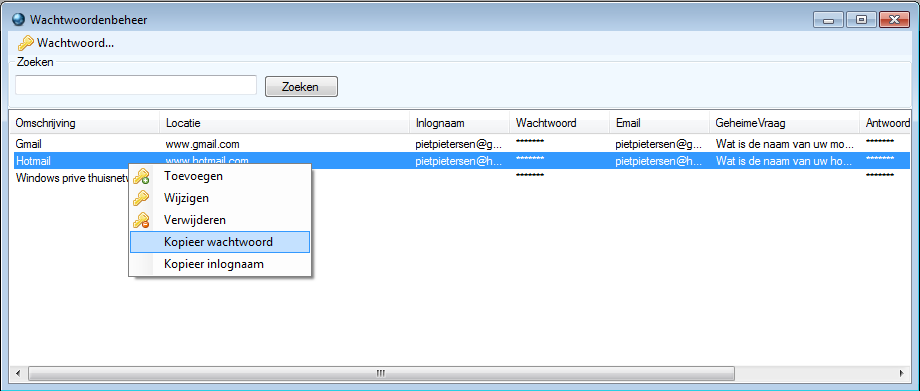 Wachtwoordenbeheer
Wachtwoord...
Zoeken
Zoeken
Omschrijving Locatie Inlognaam Wachtwoord Email GeheimeVraag Antwoord
Gmail www.gmail.com pietpietersen@g... ******* pietpietersen@g... Wat is de naam van uw mo... *******
Hotmail www.hotmail.com pietpietersen@h... ******* pietpietersen@h... Wat is de naam van uw ho... *******
Windows prive thuisnetw ******* *******
Toevoegen
Wijzigen
Verwijderen
Kopieer wachtwoord
Kopieer inlognaam